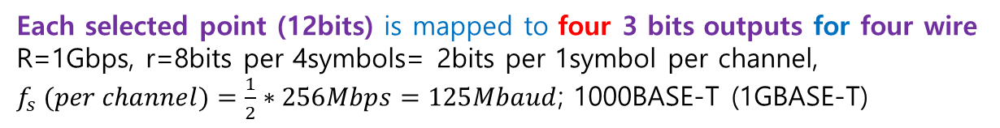 Each selected point (12bits) is mapped to four 3 bits outputs for four wire
R=1Gbps, r=8bits per 4symbols= 2bits per 1symbol per channel,
f_s (per channel) = 1/2 * 256Mbps = 125Mbaud; 1000BASE-T (1GBASE-T)